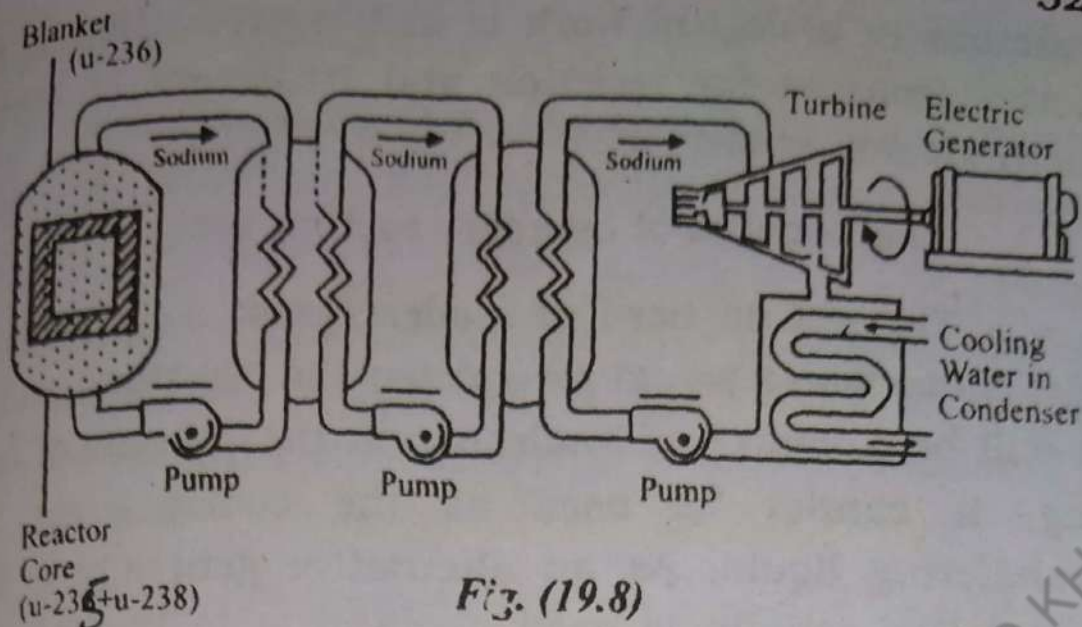 32
Blanket
(u-236)
Turbine
Electric
Generator
Sodium
Sodium
Sodium
Cooling
Water in
Condenser
Pump
Pump
Pump
Reactor
Core
(u-235+u-238)
Fig. (19.8)